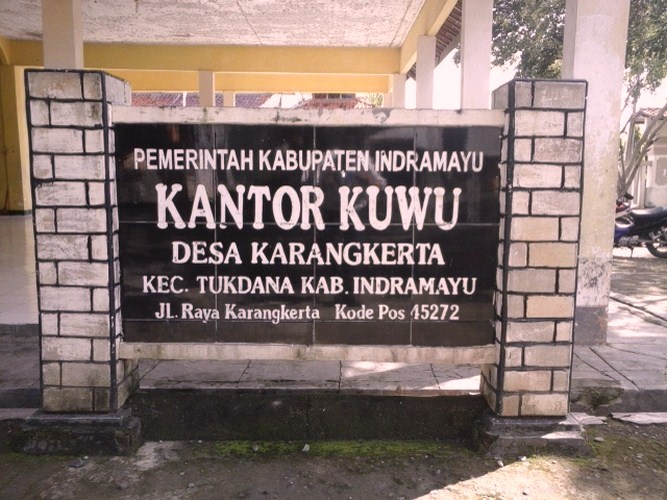 PEMERINTAH KABUPATEN INDRAMAYU
KANTOR KUWU
DESA KARANGKERTA
KEC. TUKDANA KAB. INDRAMAYU
JL. Raya Karangkerta Kode Pos 45272